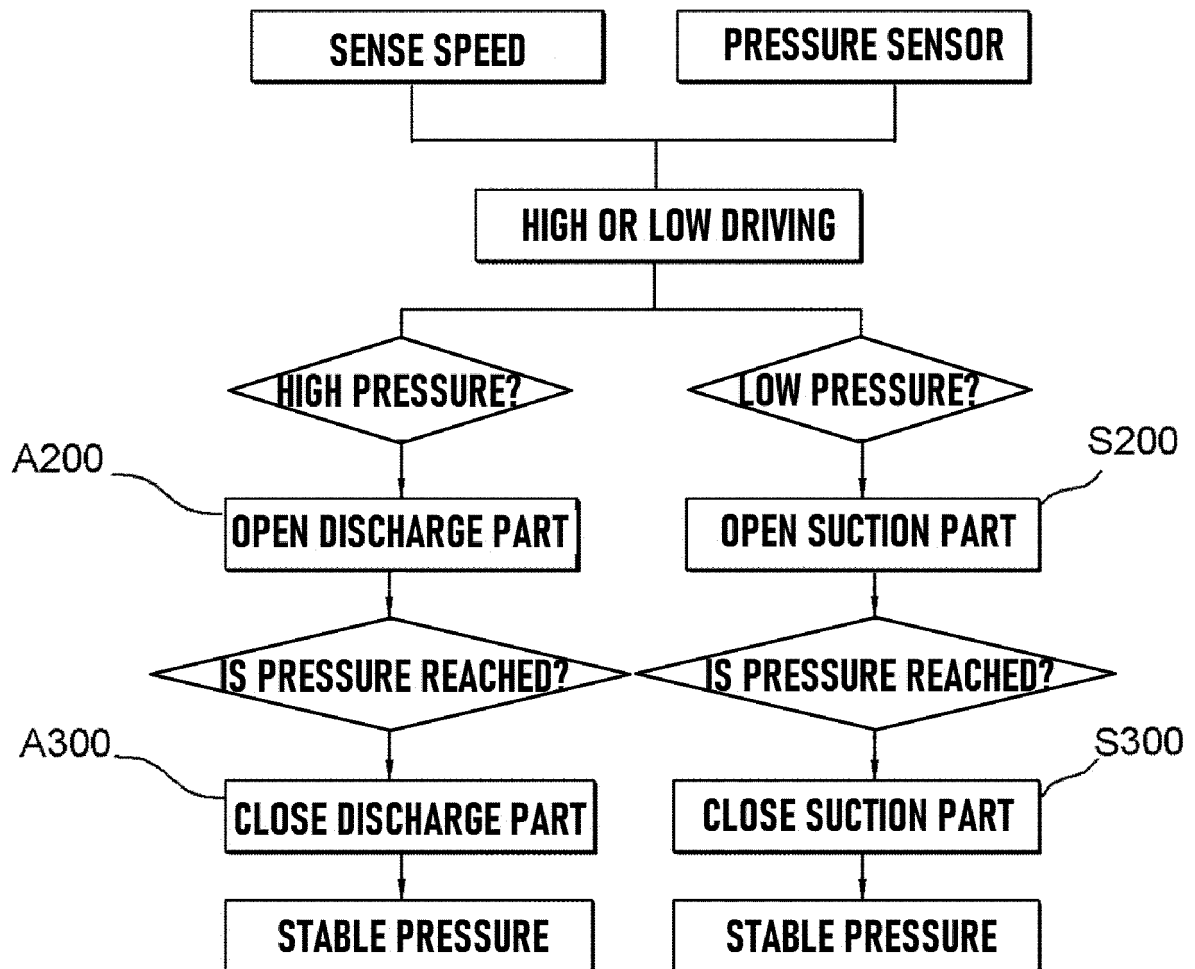 SENSE SPEED
PRESSURE SENSOR
HIGH OR LOW DRIVING
HIGH PRESSURE?
LOW PRESSURE?
A200
S200
OPEN DISCHARGE PART
OPEN SUCTION PART
IS PRESSURE REACHED?
IS PRESSURE REACHED?
A300
S300
CLOSE DISCHARGE PART
CLOSE SUCTION PART
STABLE PRESSURE
STABLE PRESSURE